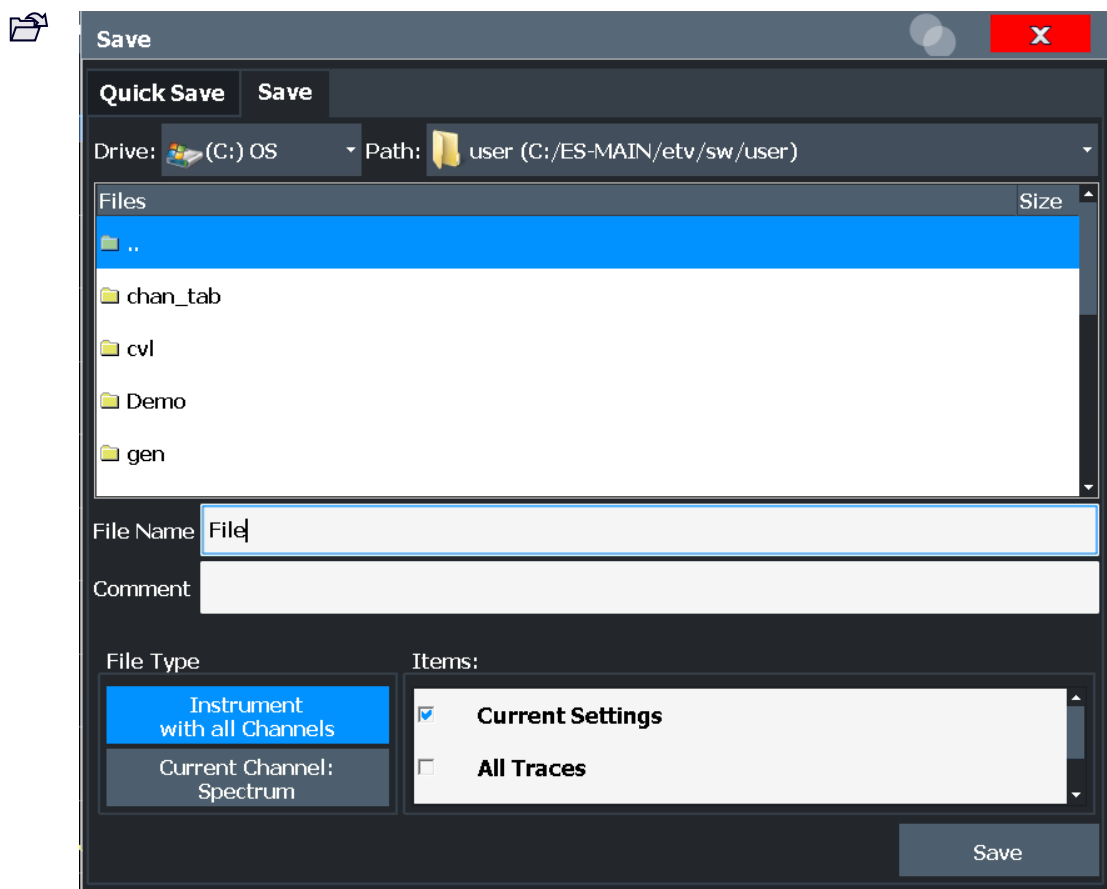 Save
X
Quick Save Save
Drive: (C:) OS Path: user (C:/ES-MAIN/etv/sw/user)
Files Size
..
chan_tab
cvl
Demo
gen
File Name File
Comment
File Type Items:
Instrument
with all Channels
Current Settings
Current Channel:
Spectrum
All Traces
Save